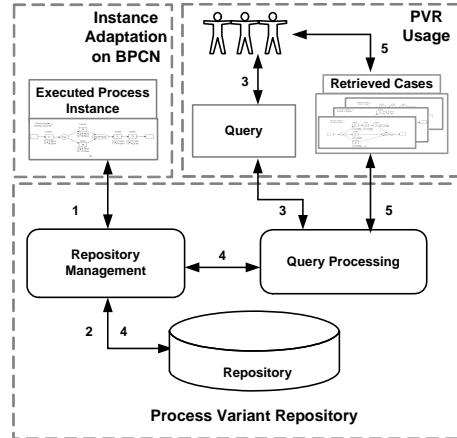 Instance
Adaptation
on BPCN
PVR
Usage
Executed Process
Instance
3
5
Query
Retrieved Cases
1
3
5
Repository
Management
4
Query Processing
2
4
Repository
Process Variant Repository